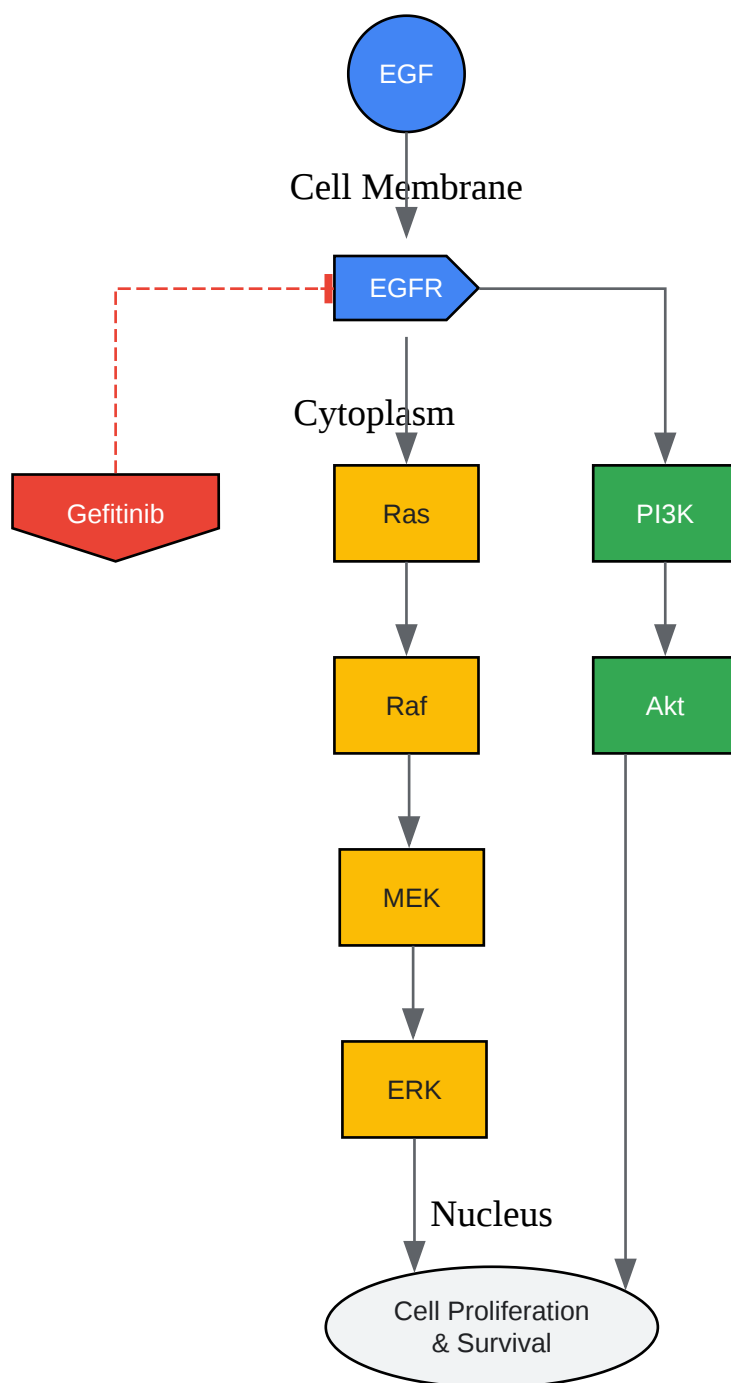 EGF
Cell Membrane
EGFR
Cytoplasm
Gefitinib
Ras
PI3K
Raf
Akt
MEK
ERK
Nucleus
Cell Proliferation
& Survival